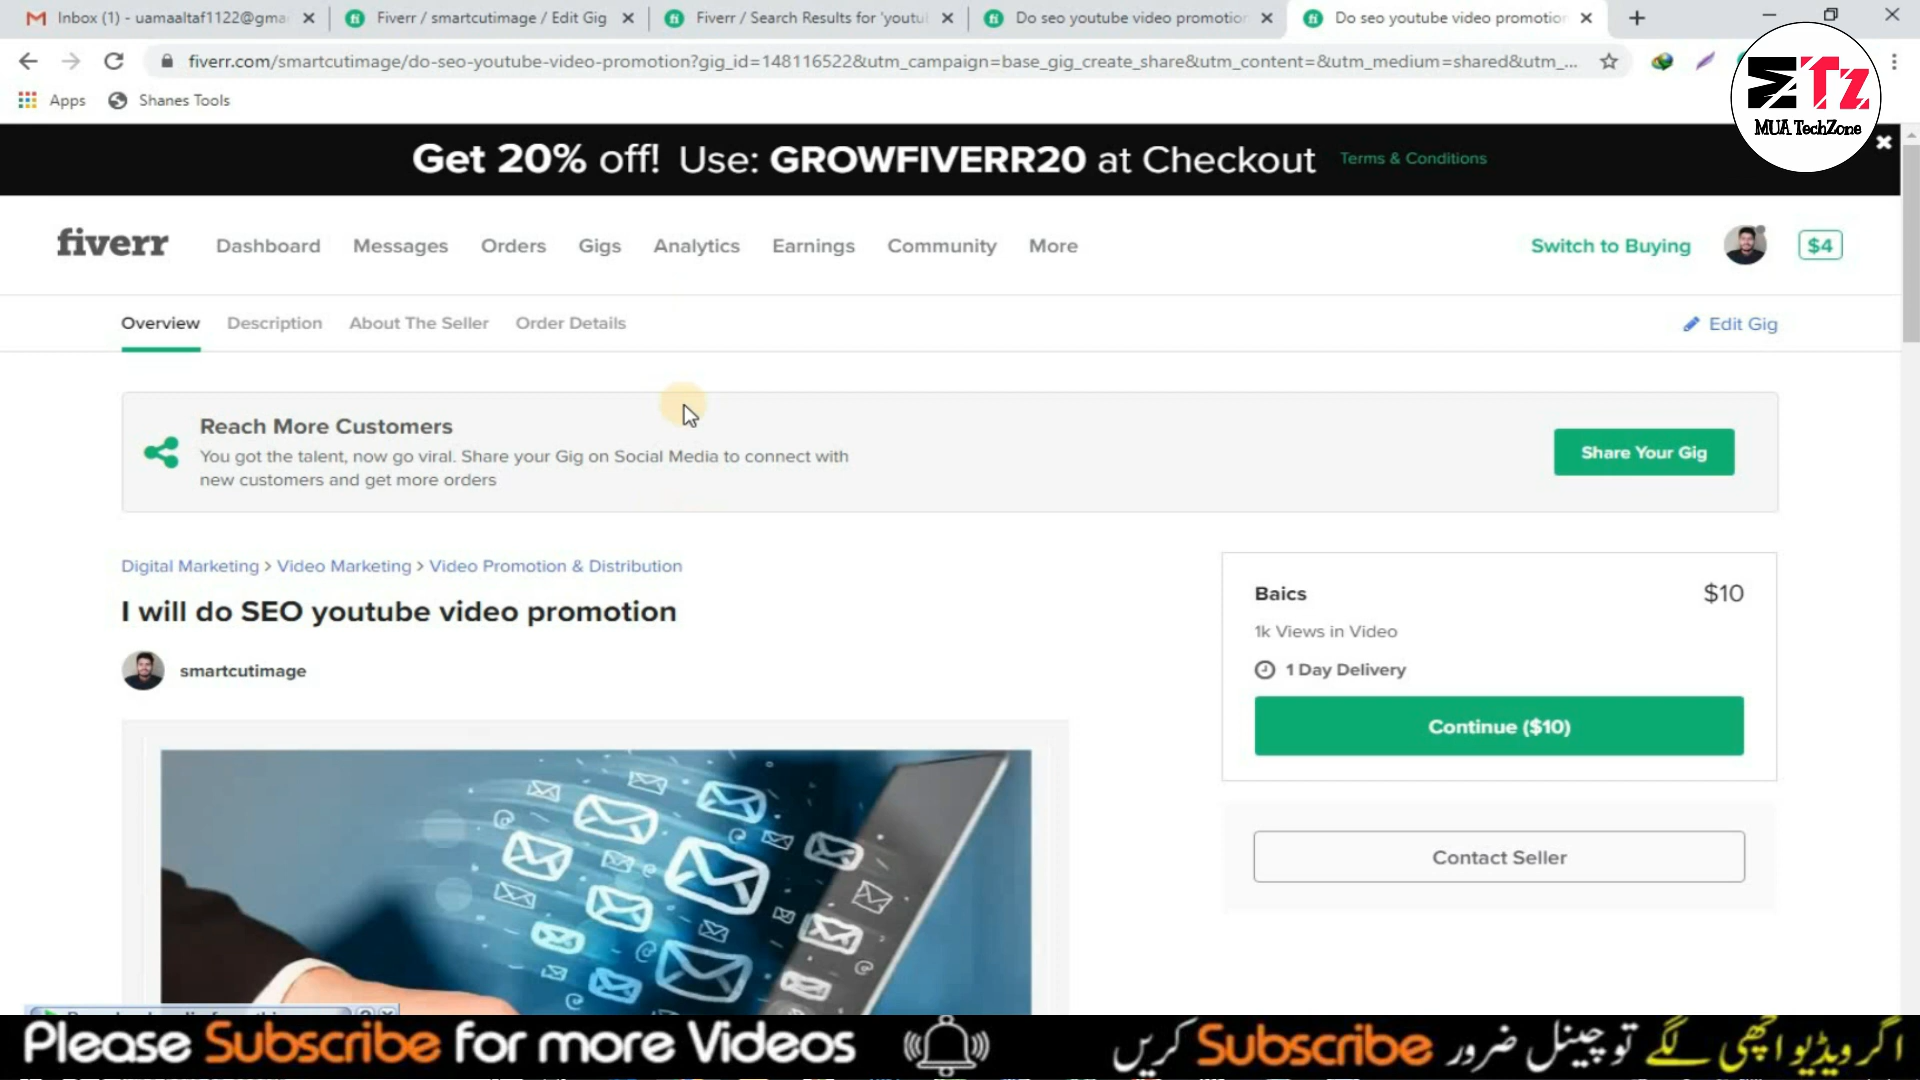 Inbox (1) - uamaaltaf1122@gma
Fiverr / smartcutimage / Edit Gig
Fiverr / Search Results for 'youtu
Do seo youtube video promotion
Do seo youtube video promotion
fiverr.com/smartcutimage/do-seo-youtube-video-promotion?gig_id=148116522&utm_campaign=base_gig_create_share&utm_content=&utm_medium=shared&utm_...
Apps
Shanes Tools
MTz
MUA TechZone
Get 20% off! Use: GROWFIVERR20 at Checkout
Terms & Conditions
fiverr
Dashboard
Messages
Orders
Gigs
Analytics
Earnings
Community
More
Switch to Buying
$4
Overview
Description
About The Seller
Order Details
Edit Gig
Reach More Customers
You got the talent, now go viral. Share your Gig on Social Media to connect with
new customers and get more orders
Share Your Gig
Digital Marketing > Video Marketing > Video Promotion & Distribution
I will do SEO youtube video promotion
smartcutimage
Baics
$10
1k Views in Video
1 Day Delivery
Continue ($10)
Contact Seller
Please Subscribe for more Videos
اگر ویڈیو اچھی لگے تو چینل ضرور Subscribe کریں